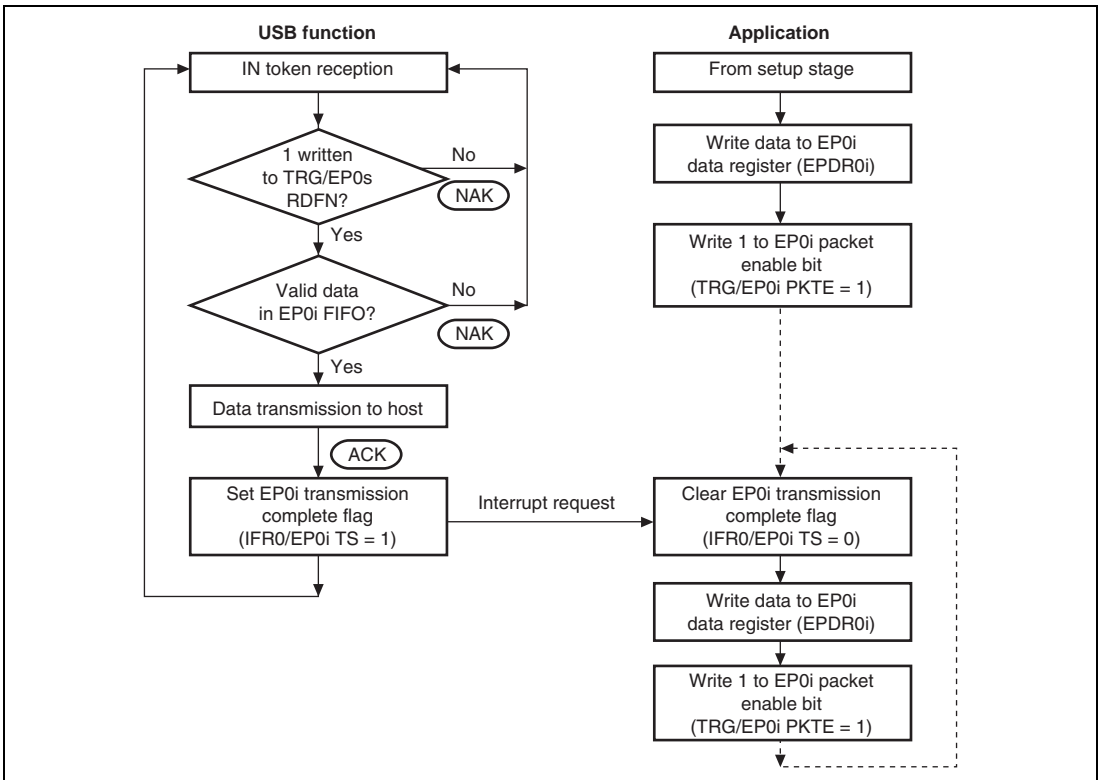 USB function
IN token reception
1 written
to TRG/EP0s
RDFN?
No
NAK
Yes
Valid data
in EP0i FIFO?
No
NAK
Yes
Data transmission to host
ACK
Set EP0i transmission
complete flag
(IFR0/EP0i TS = 1)
Interrupt request
Application
From setup stage
Write data to EP0i
data register (EPDR0i)
Write 1 to EP0i packet
enable bit
(TRG/EP0i PKTE = 1)
Clear EP0i transmission
complete flag
(IFR0/EP0i TS = 0)
Write data to EP0i
data register (EPDR0i)
Write 1 to EP0i packet
enable bit
(TRG/EP0i PKTE = 1)